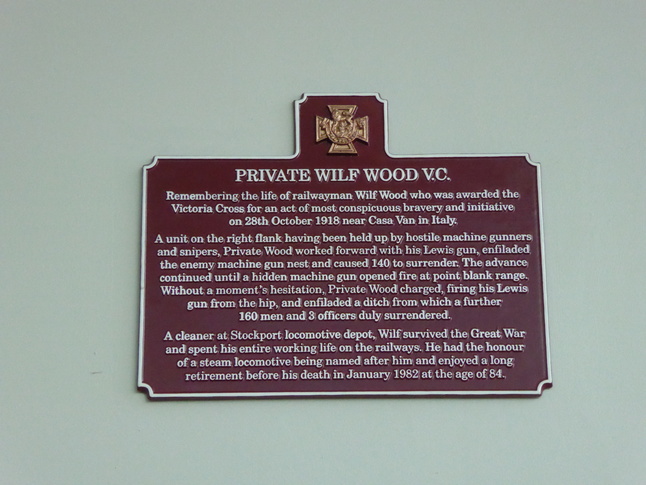 PRIVATE WILF WOOD V.C.
Remembering the life of railwayman Wilf Wood who was awarded the
Victoria Cross for an act of most conspicuous bravery and initiative
on 28th October 1918 near Casa Van in Italy.
A unit on the right flank having been held up by hostile machine gunners
and snipers, Private Wood worked forward with his Lewis gun, enfiladed
the enemy machine gun nest and caused 140 to surrender. The advance
continued until a hidden machine gun opened fire at point blank range.
Without a moment's hesitation, Private Wood charged, firing his Lewis
gun from the hip, and enfiladed a ditch from which a further
160 men and 3 officers duly surrendered.
A cleaner at Stockport locomotive depot, Wilf survived the Great War
and spent his entire working life on the railways. He had the honour
of a steam locomotive being named after him and enjoyed a long
retirement before his death in January 1982 at the age of 84.